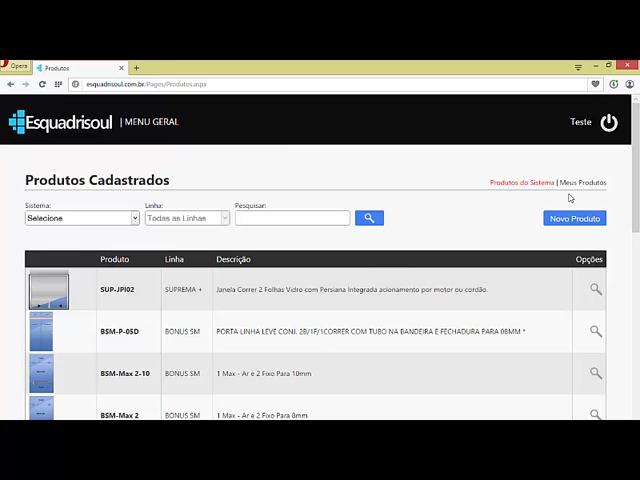 Opera
Produtos
esquadrisoul.com.br/Pages/Produtos.aspx
Esquadrisoul | MENU GERAL
Teste
Produtos Cadastrados
Produtos do Sistema | Meus Produtos
Sistema: Linha: Pesquisar:
Selecione Todas as Linhas
Novo Produto
Produto Linha Descrição Opções
SUP-JPI02 SUPREMA + Janela Correr 2 Folhas Vidro com Persiana Integrada acionamento por motor ou cordão.
BSM-P-05D BONUS SM PORTA LINHA LEVE CONJ. 2B/1F/1CORRER COM TUBO NA BANDEIRA E FECHADURA PARA 08MM *
BSM-Max 2-10 BONUS SM 1 Max - Ar e 2 Fixo Para 10mm
BSM-Max 2 BONUS SM 1 Max - Ar e 2 Fixo Para 8mm